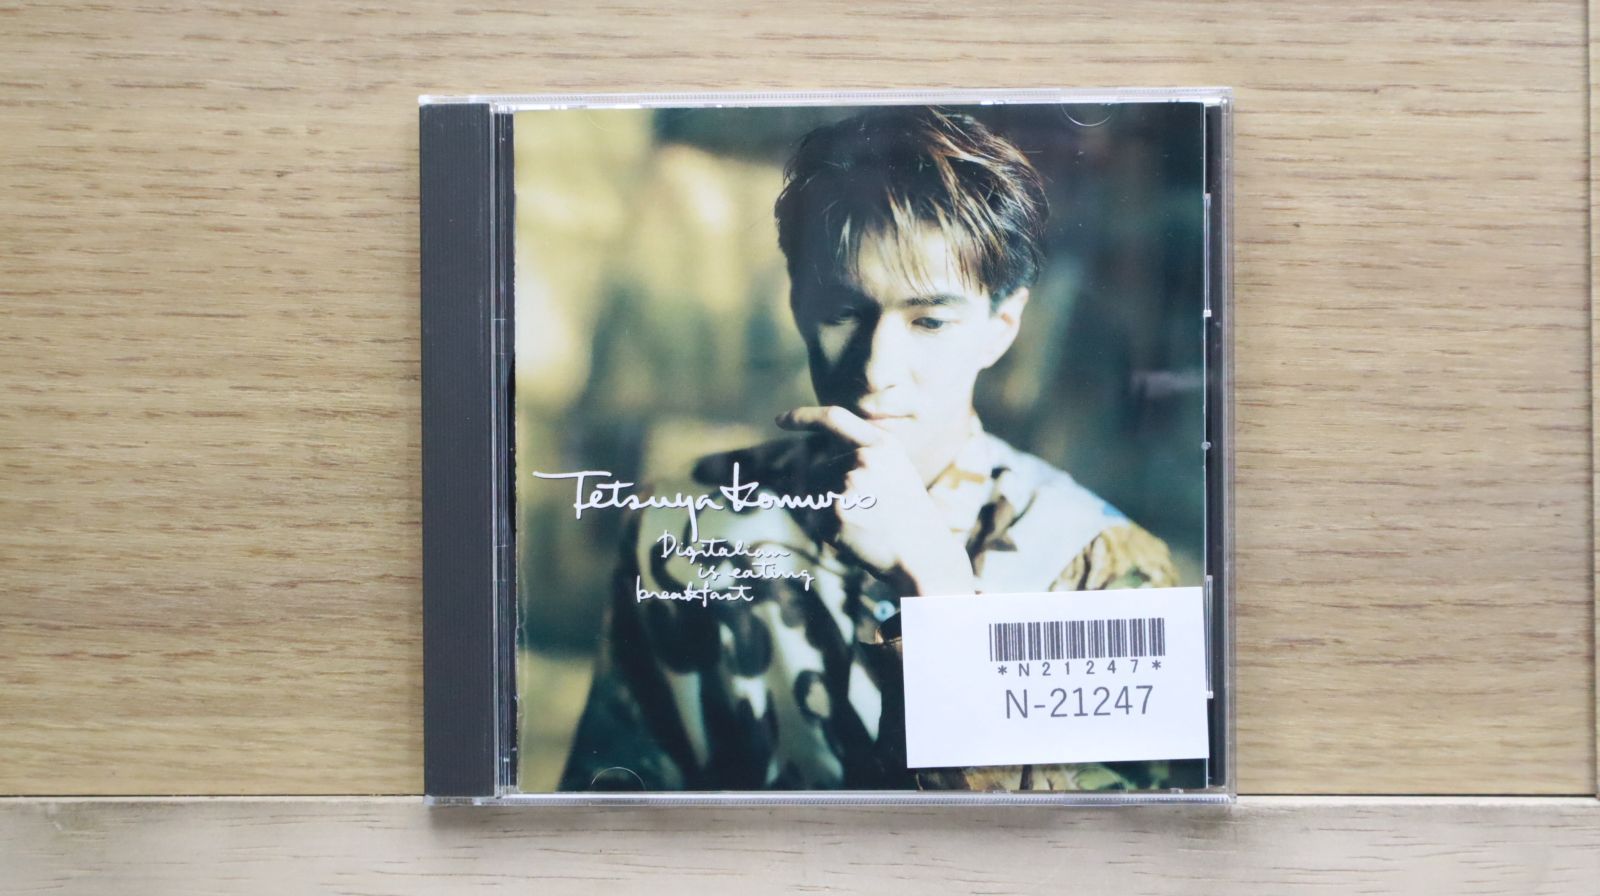 Tetsuya Komuro
Digitalian
is eating
breakfast
*N21247*
N-21247